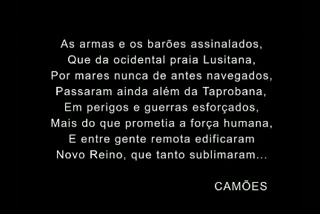 As armas e os barões assinalados,
Que da ocidental praia Lusitana,
Por mares nunca de antes navegados,
Passaram ainda além da Taprobana,
Em perigos e guerras esforçados,
Mais do que prometia a força humana,
E entre gente remota edificaram
Novo Reino, que tanto sublimaram...
CAMÕES